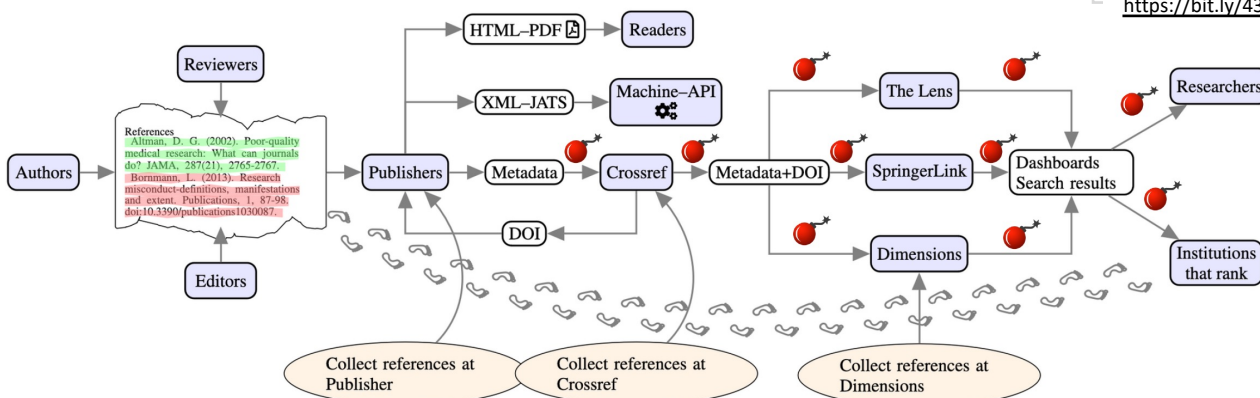 https://bit.ly/43
HTML–PDF
Readers
Reviewers
XML–JATS
Machine–API
The Lens
Researchers
References
Altman, D. G. (2002). Poor-quality
medical research: What can journals
do? JAMA, 287(21), 2765-2767.
Bornmann, L. (2013). Research
misconduct-definitions, manifestations
and extent. Publications, 1, 87-98.
doi:10.3390/publications1030087.
Authors
Publishers
Metadata
Crossref
Metadata+DOI
SpringerLink
Dashboards
Search results
DOI
Dimensions
Editors
Institutions
that rank
Collect references at
Publisher
Collect references at
Crossref
Collect references at
Dimensions